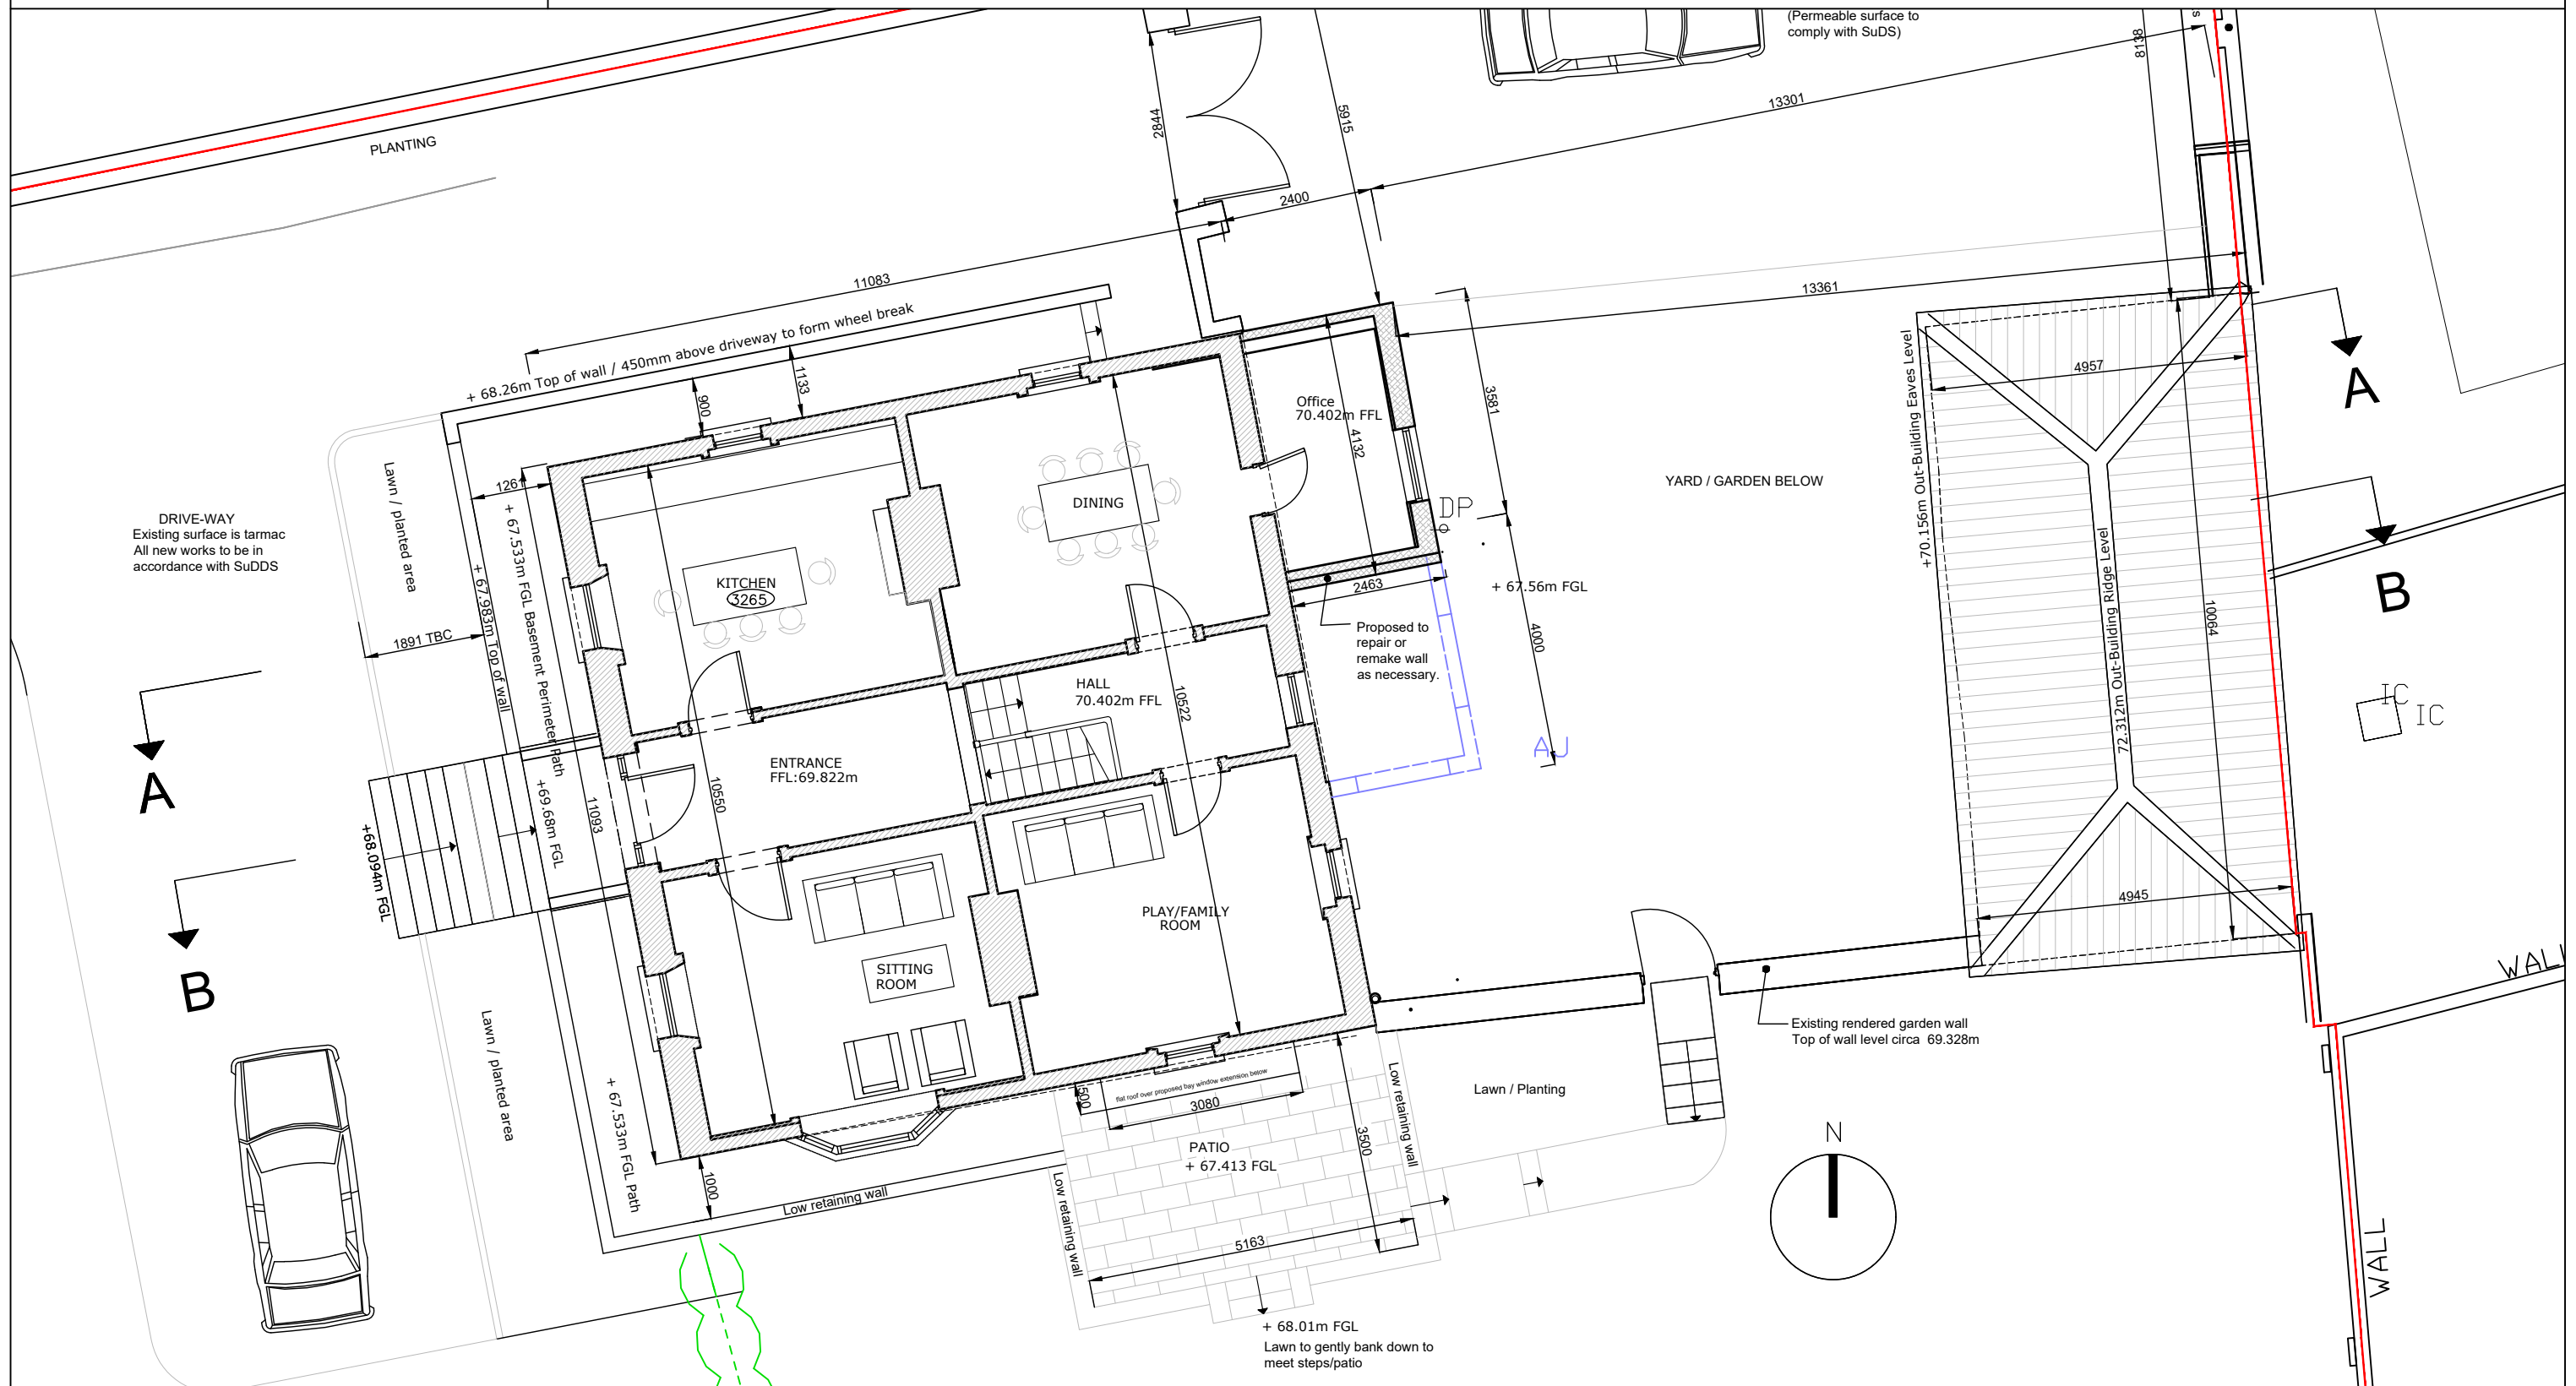 (Permeable surface to
comply with SuDS)
s
8138
13301
2844
5915
PLANTING
2400
11083
13361
+ 68.26m Top of wall / 450mm above driveway to form wheel break
1133
900
4957
A
3581
Office
70.402m FFL
4132
+70.156m Out-Building Eaves Level
Lawn / planted area
126
DRIVE-WAY
Existing surface is tarmac
All new works to be in
accordance with SuDDS
+ 67.533m FGL Basement Perimeter Path
+ 67.983m Top of wall
DINING
DP
YARD / GARDEN BELOW
KITCHEN
3265
2463
+ 67.56m FGL
B
10064
1891 TBC
Proposed to
repair or
remake wall
as necessary.
4000
72.312m Out-Building Ridge Level
HALL
70.402m FFL
10522
IC
IC
AJ
A
ENTRANCE
FFL:69.822m
10550
+69.68m FGL
11093
+68.094m FGL
4945
PLAY/FAMILY
ROOM
SITTING
ROOM
B
WALL
Existing rendered garden wall
Top of wall level circa 69.328m
Lawn / planted area
+ 67.533m FGL Path
flat roof over proposed bay window extension below
500
3080
Low retaining wall
Lawn / Planting
3500
N
PATIO
+ 67.413 FGL
1000
Low retaining wall
Low retaining wall
5163
WALL
+ 68.01m FGL
Lawn to gently bank down to
meet steps/patio